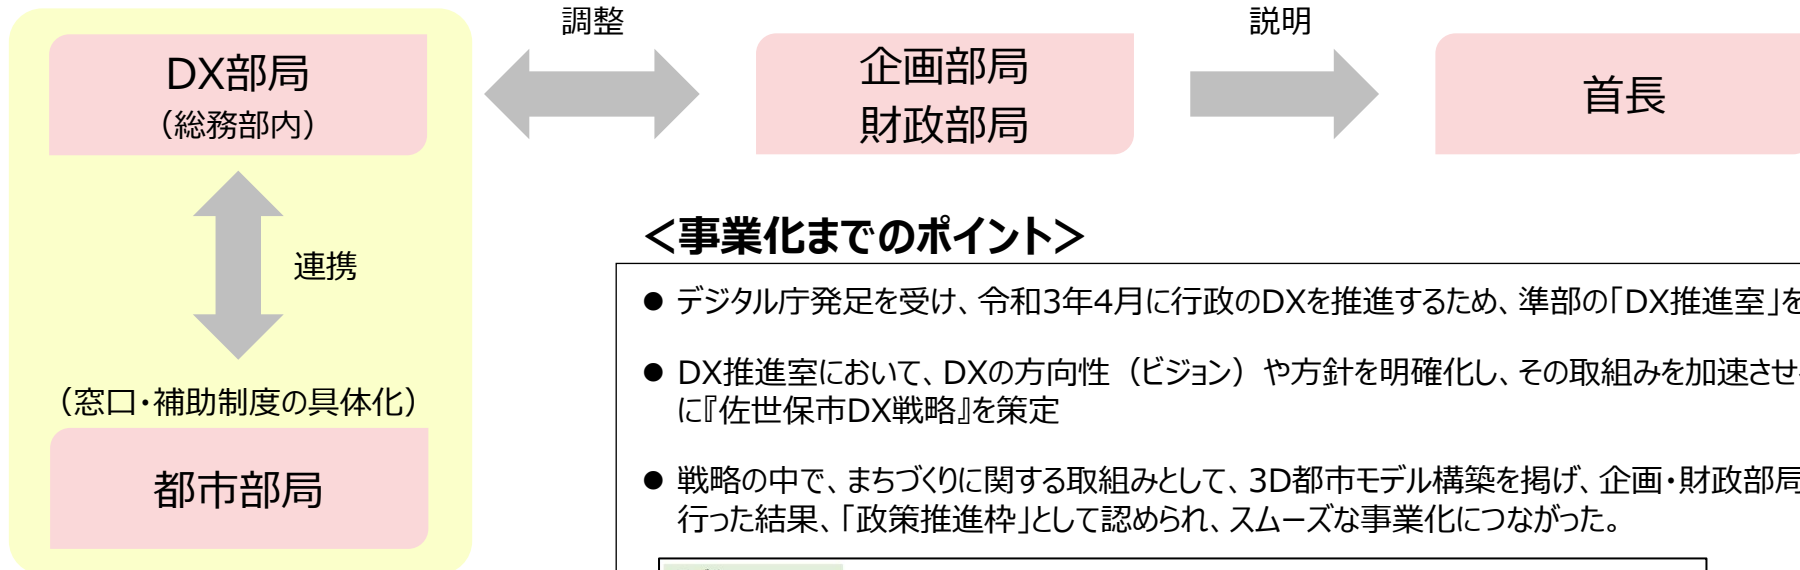 調整
説明
DX部局
（総務部内）
企画部局
財政部局
首長
連携
（窓口・補助制度の具体化）
都市部局
＜事業化までのポイント＞
● デジタル庁発足を受け、令和3年4月に行政のDXを推進するため、準部の「DX推進室」を
● DX推進室において、DXの方向性（ビジョン）や方針を明確化し、その取組みを加速させ
に『佐世保市DX戦略』を策定
● 戦略の中で、まちづくりに関する取組みとして、3D都市モデル構築を掲げ、企画・財政部局
行った結果、「政策推進枠」として認められ、スムーズな事業化につながった。